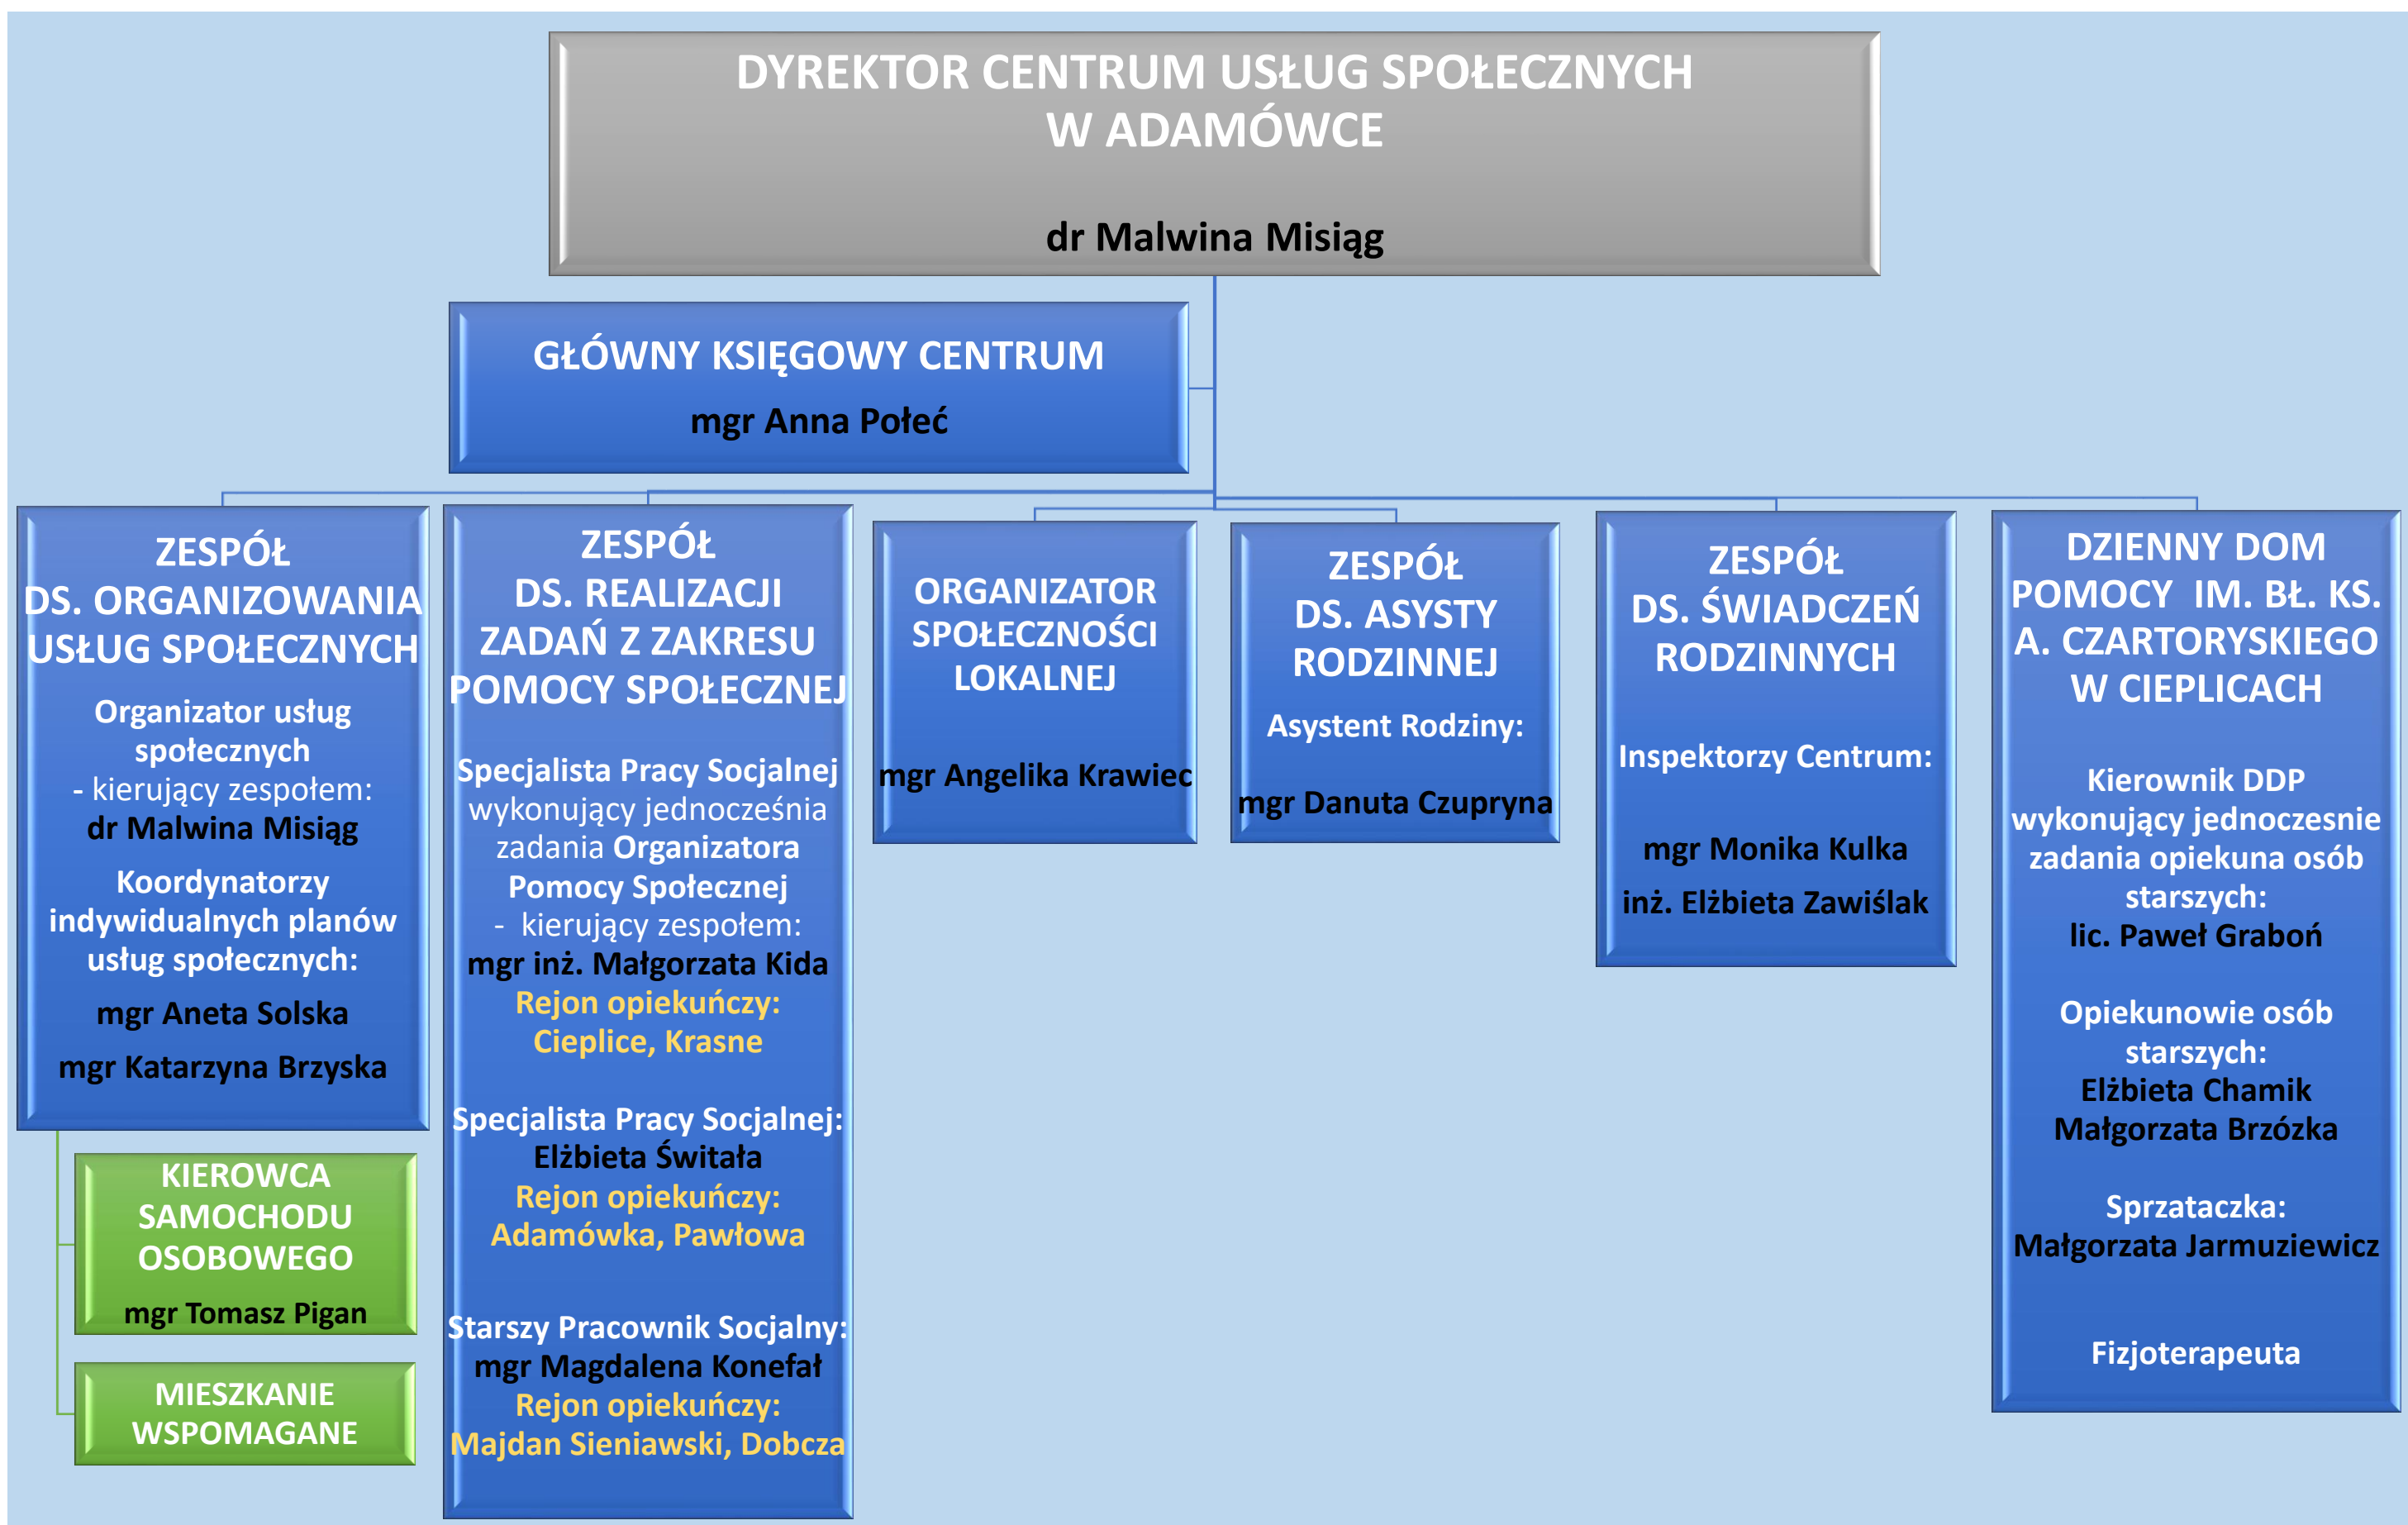 DYREKTOR CENTRUM USŁUG SPOŁECZNYCH
W ADAMÓWCE
dr Malwina Misiąg
GŁÓWNY KSIĘGOWY CENTRUM
mgr Anna Połeć
ZESPÓŁ
DS. ORGANIZOWANIA
USŁUG SPOŁECZNYCH
Organizator usług
społecznych
- kierujący zespołem:
dr Malwina Misiąg
Koordynatorzy
indywidualnych planów
usług społecznych:
mgr Aneta Solska
mgr Katarzyna Brzyska
KIEROWCA
SAMOCHODU
OSOBOWEGO
mgr Tomasz Pigan
MIESZKANIE
WSPOMAGANE
ZESPÓŁ
DS. REALIZACJI
ZADAŃ Z ZAKRESU
POMOCY SPOŁECZNEJ
Specjalista Pracy Socjalnej
wykonujący jednocześnia
zadania Organizatora
Pomocy Społecznej
- kierujący zespołem:
mgr inż. Małgorzata Kida
Rejon opiekuńczy:
Cieplice, Krasne
Specjalista Pracy Socjalnej:
Elżbieta Świtała
Rejon opiekuńczy:
Adamówka, Pawłowa
Starszy Pracownik Socjalny:
mgr Magdalena Konefał
Rejon opiekuńczy:
Majdan Sieniawski, Dobcza
ORGANIZATOR
SPOŁECZNOŚCI
LOKALNEJ
mgr Angelika Krawiec
ZESPÓŁ
DS. ASYSTY
RODZINNEJ
Asystent Rodziny:
mgr Danuta Czupryna
ZESPÓŁ
DS. ŚWIADCZEŃ
RODZINNYCH
Inspektorzy Centrum:
mgr Monika Kulka
inż. Elżbieta Zawiślak
DZIENNY DOM
POMOCY IM. BŁ. KS.
A. CZARTORYSKIEGO
W CIEPLICACH
Kierownik DDP
wykonujący jednoczesnie
zadania opiekuna osób
starszych:
lic. Paweł Graboń
Opiekunowie osób
starszych:
Elżbieta Chamik
Małgorzata Brzózka
Sprzataczka:
Małgorzata Jarmuziewicz
Fizjoterapeuta